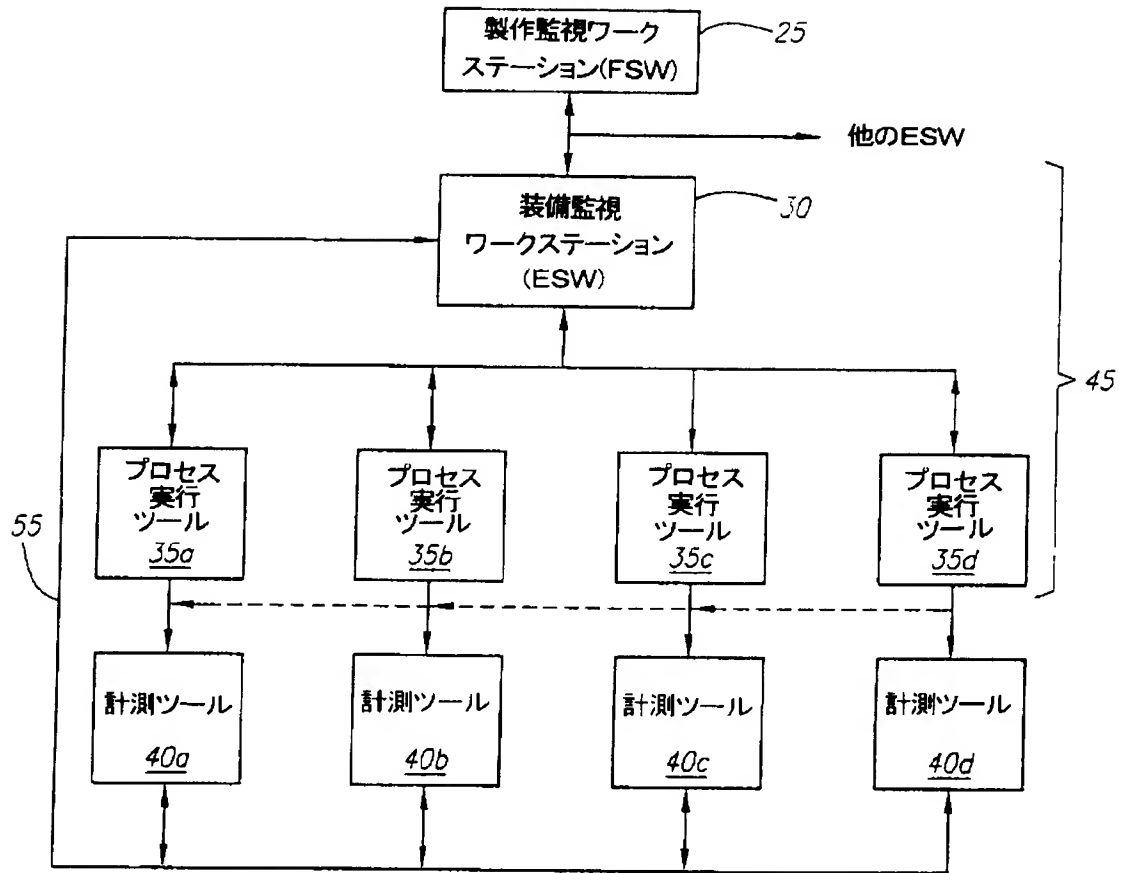 製作監視ワーク
ステーション(FSW)
25
他のESW
装備監視
ワークステーション
(ESW)
30
45
プロセス
実行
ツール
35a
プロセス
実行
ツール
35b
プロセス
実行
ツール
35c
プロセス
実行
ツール
35d
55
計測ツール
40a
計測ツール
40b
計測ツール
40c
計測ツール
40d